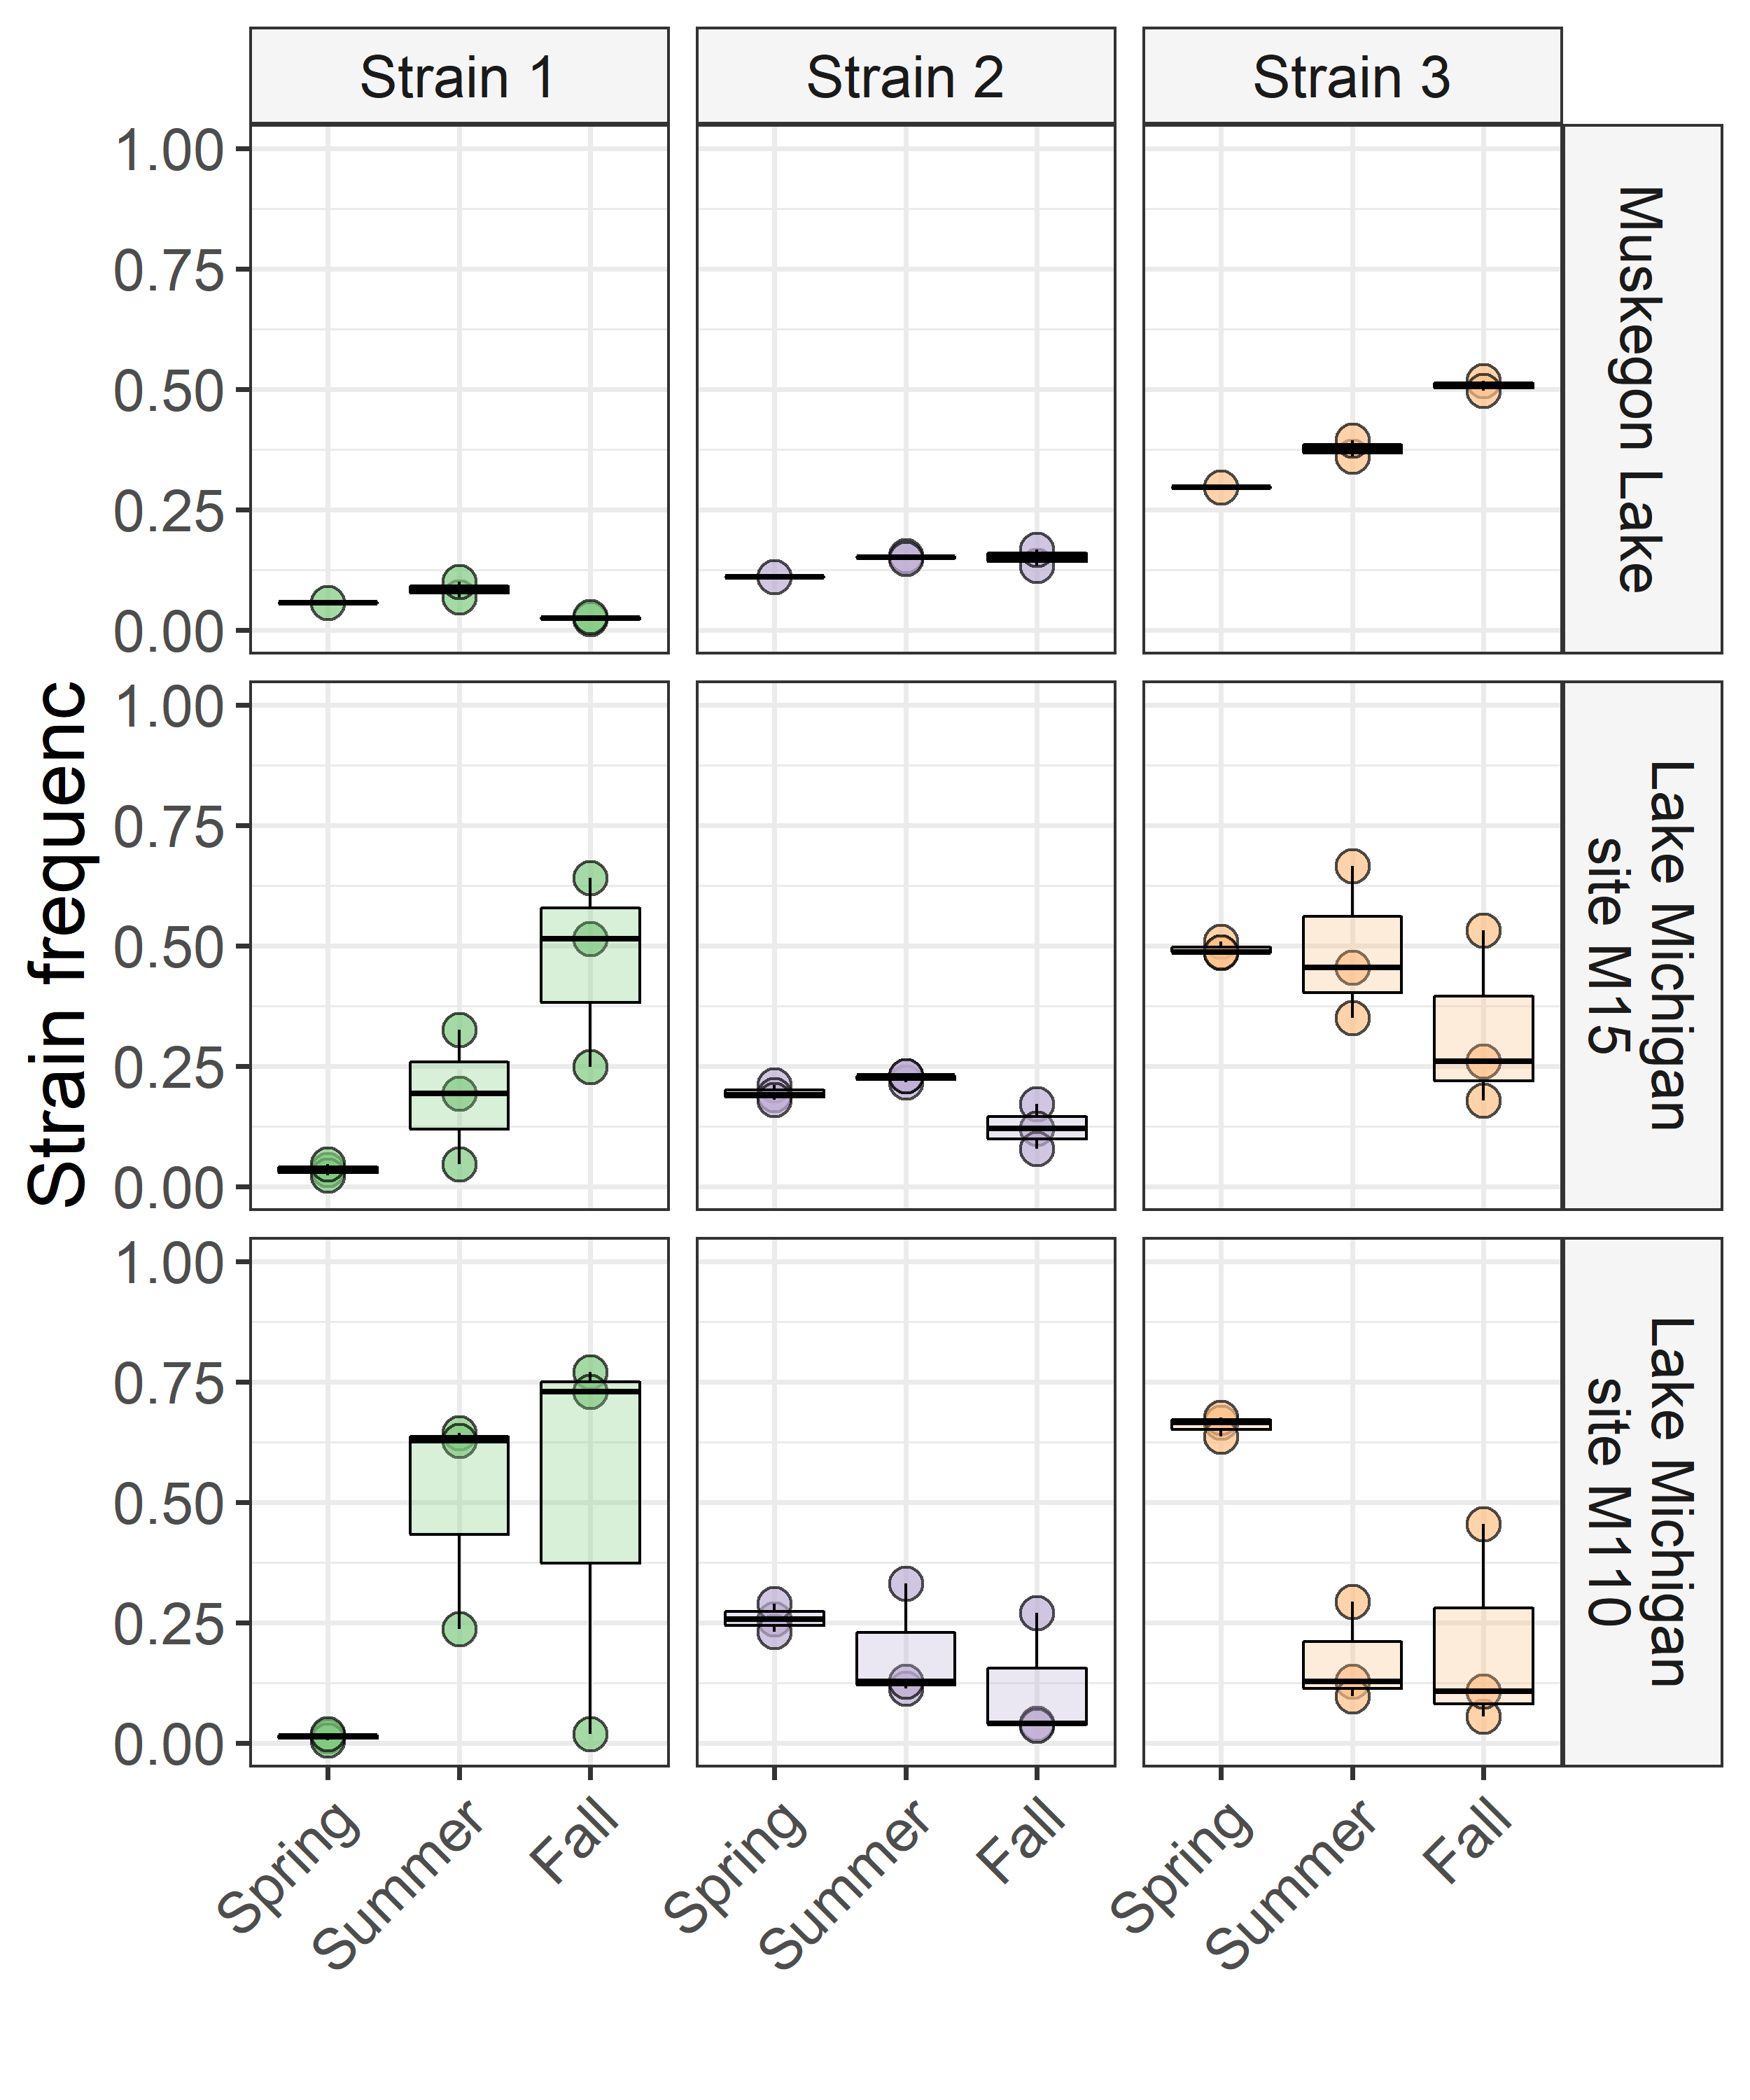 Strain 1
Strain 2
Strain 3
1.00
0.75
0.50
0.25
0.00
Muskegon Lake
Strain frequenc
1.00
0.75
0.50
0.25
0.00
Lake Michigan
site M15
1.00
0.75
0.50
0.25
0.00
Lake Michigan
site M110
Spring
Summer
Fall
Spring
Summer
Fall
Spring
Summer
Fall